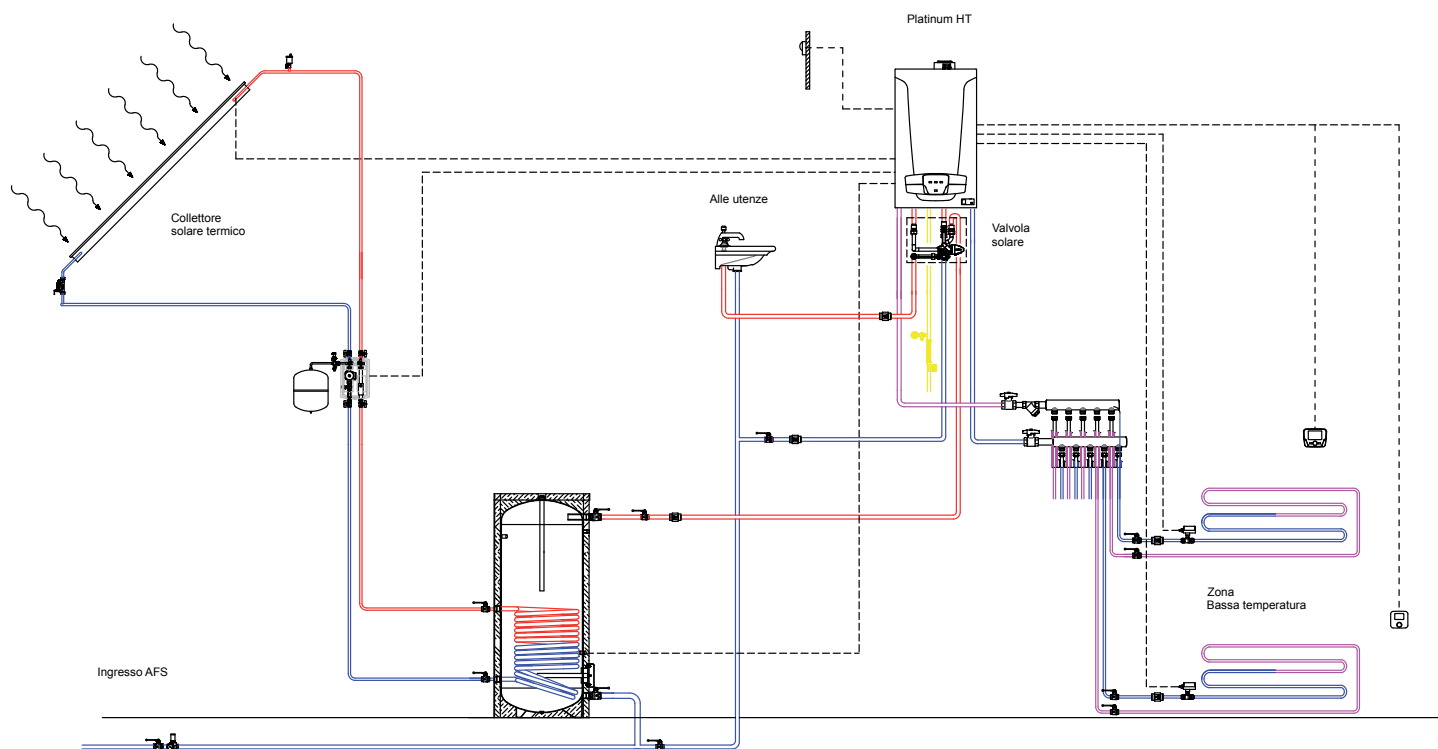 Platinum HT
Alle utenze
Collettore
solare termico
Valvola
solare
Zona
Bassa temperatura
Ingresso AFS